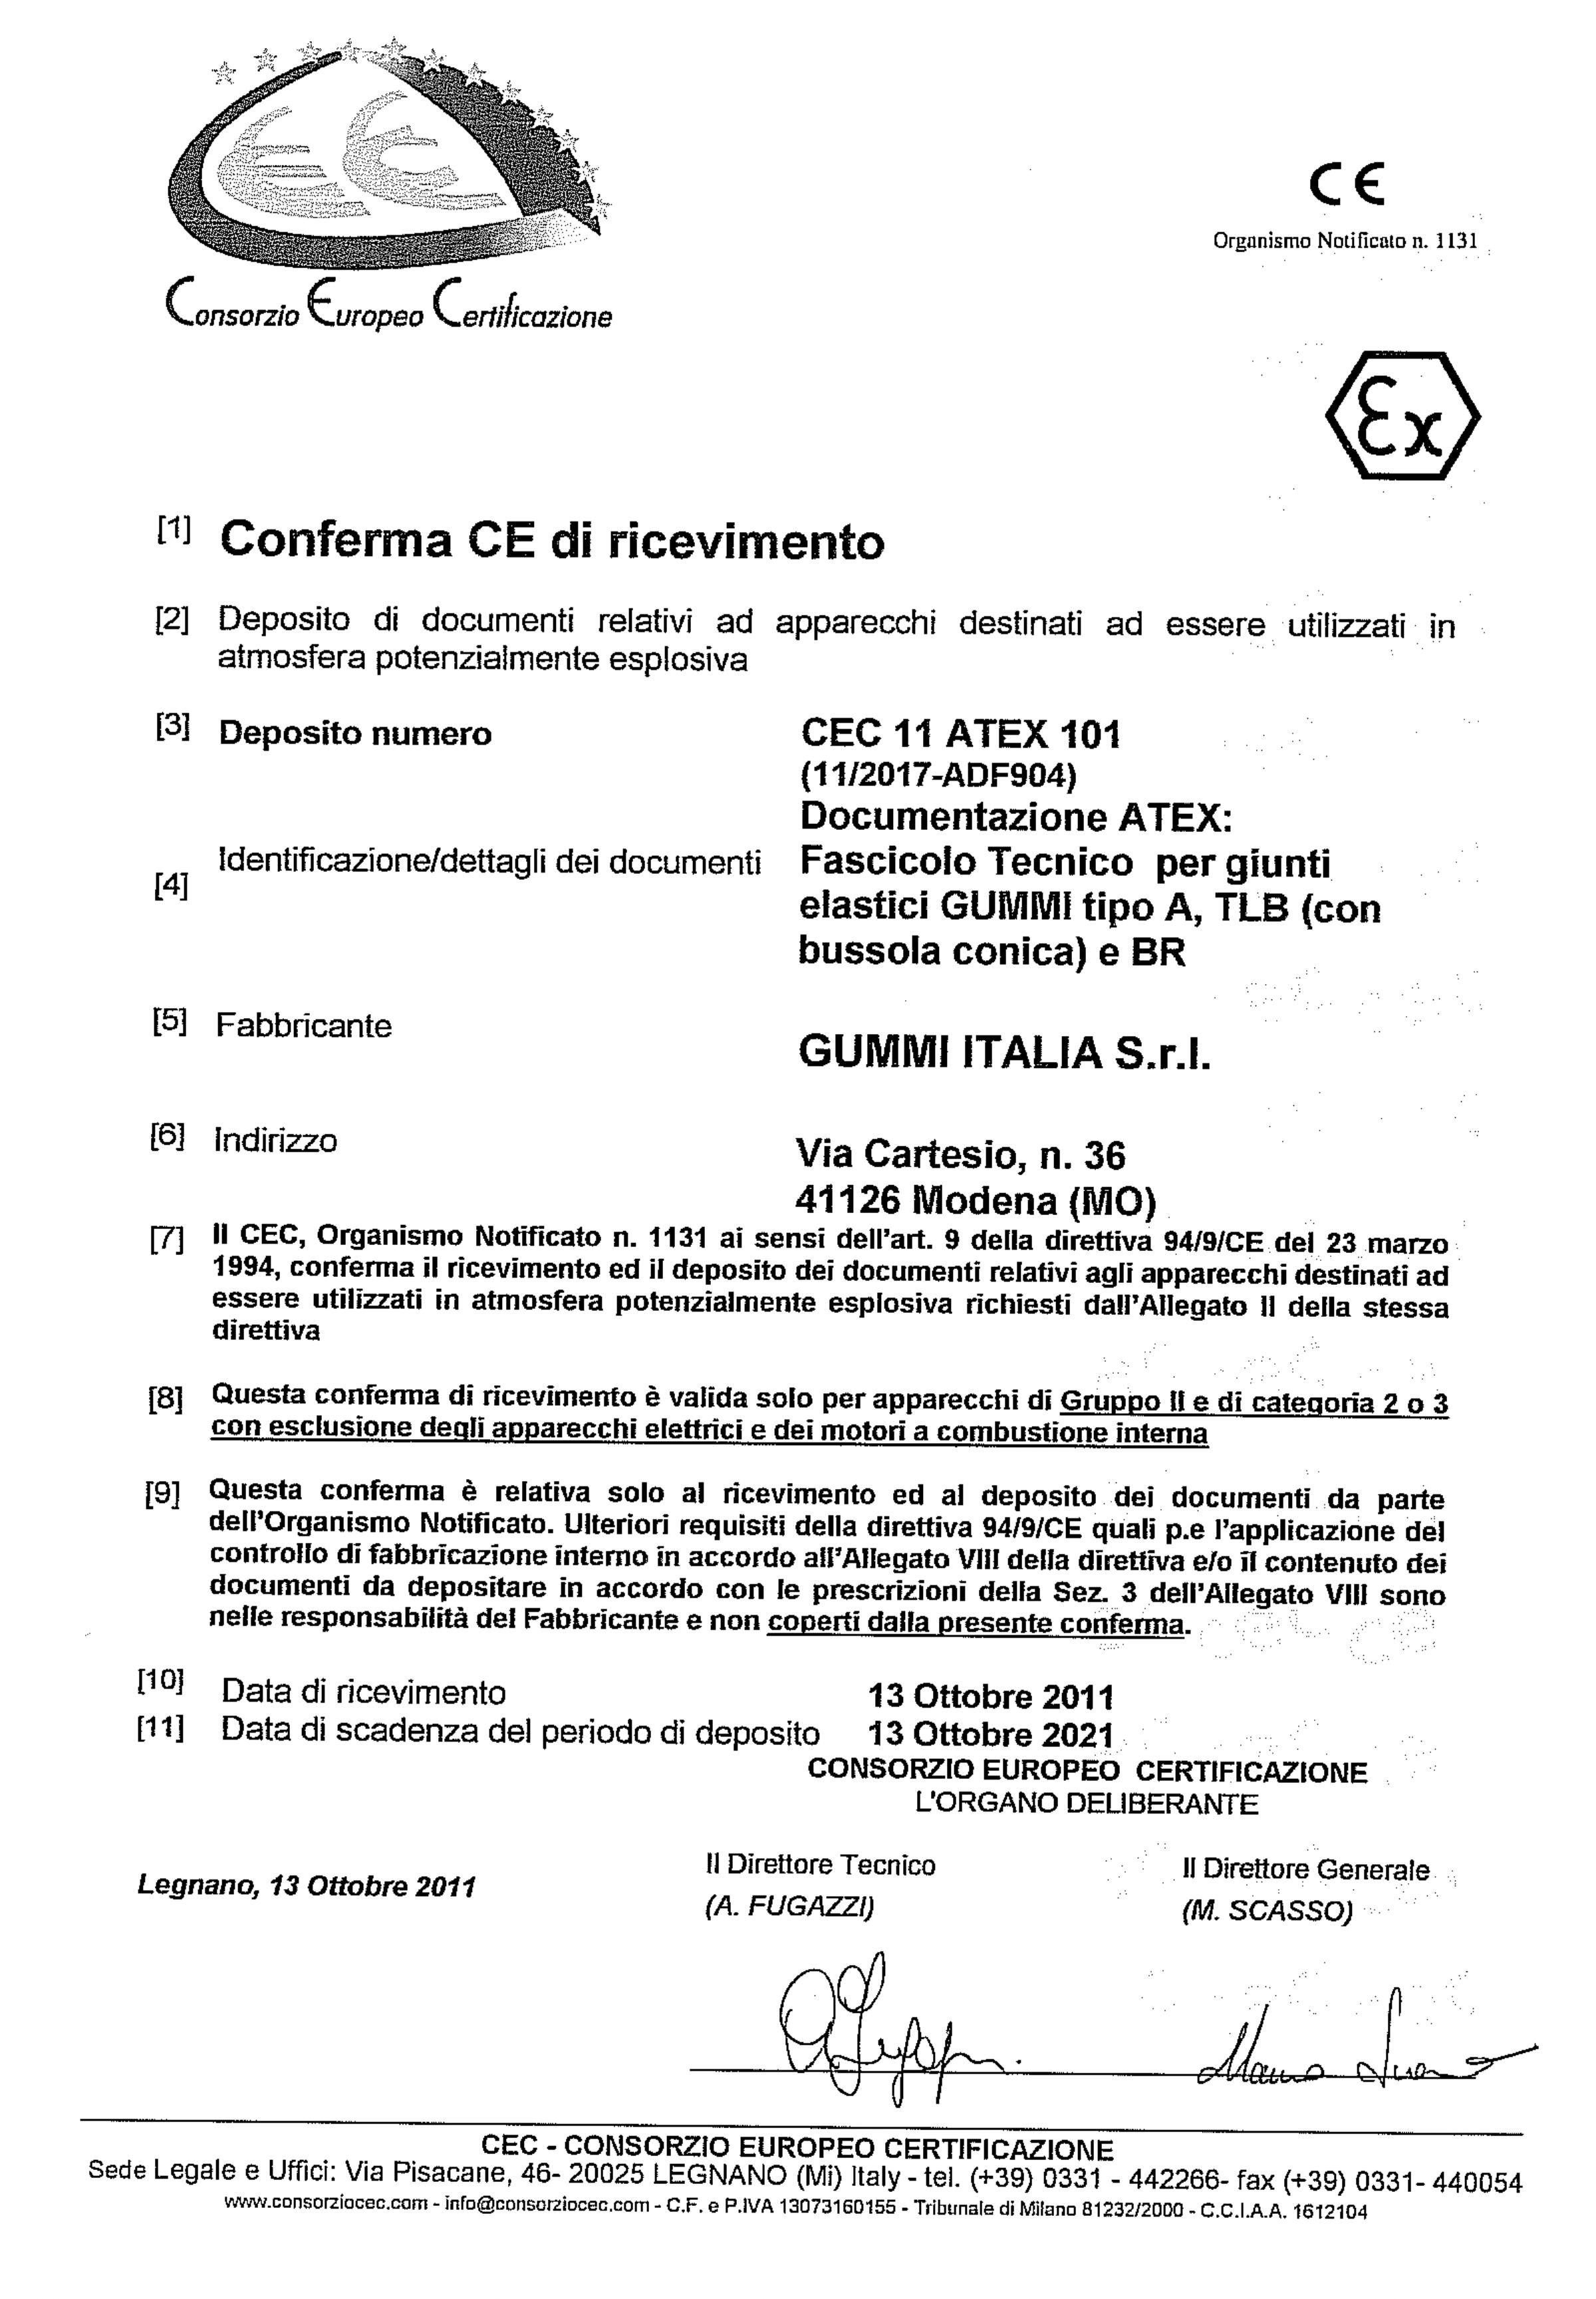 Consorzio Europeo Certificazione
CE
Organismo Notificato n. 1131
Ex
[1] Conferma CE di ricevimento
[2] Deposito di documenti relativi ad apparecchi destinati ad essere utilizzati in
atmosfera potenzialmente esplosiva
[3] Deposito numero CEC 11 ATEX 101
(11/2017-ADF904)
Documentazione ATEX:
[4] Identificazione/dettagli dei documenti Fascicolo Tecnico per giunti
elastici GUMMI tipo A, TLB (con
bussola conica) e BR
[5] Fabbricante
GUMMI ITALIA S.r.l.
[6] Indirizzo
Via Cartesio, n. 36
41126 Modena (MO)
[7] Il CEC, Organismo Notificato n. 1131 ai sensi dell'art. 9 della direttiva 94/9/CE del 23 marzo
1994, conferma il ricevimento ed il deposito dei documenti relativi agli apparecchi destinati ad
essere utilizzati in atmosfera potenzialmente esplosiva richiesti dall'Allegato II della stessa
direttiva
[8] Questa conferma di ricevimento è valida solo per apparecchi di Gruppo II e di categoria 2 o 3
con esclusione degli apparecchi elettrici e dei motori a combustione interna
[9] Questa conferma è relativa solo al ricevimento ed al deposito dei documenti da parte
dell'Organismo Notificato. Ulteriori requisiti della direttiva 94/9/CE quali p.e l'applicazione del
controllo di fabbricazione interno in accordo all'Allegato VIII della direttiva e/o il contenuto dei
documenti da depositare in accordo con le prescrizioni della Sez. 3 dell'Allegato VIII sono
nelle responsabilità del Fabbricante e non coperti dalla presente conferma.
[10] Data di ricevimento 13 Ottobre 2011
[11] Data di scadenza del periodo di deposito 13 Ottobre 2021
CONSORZIO EUROPEO CERTIFICAZIONE
L'ORGANO DELIBERANTE
Il Direttore Tecnico Il Direttore Generale
Legnano, 13 Ottobre 2011
(A. FUGAZZI) (M. SCASSO)
CEC - CONSORZIO EUROPEO CERTIFICAZIONE
Sede Legale e Uffici: Via Pisacane, 46- 20025 LEGNANO (Mi) Italy - tel. (+39) 0331 - 442266- fax (+39) 0331- 440054
www.consorziocec.com - info@consorziocec.com - C.F. e P.IVA 13073160155 - Tribunale di Milano 81232/2000 - C.C.I.A.A. 1612104